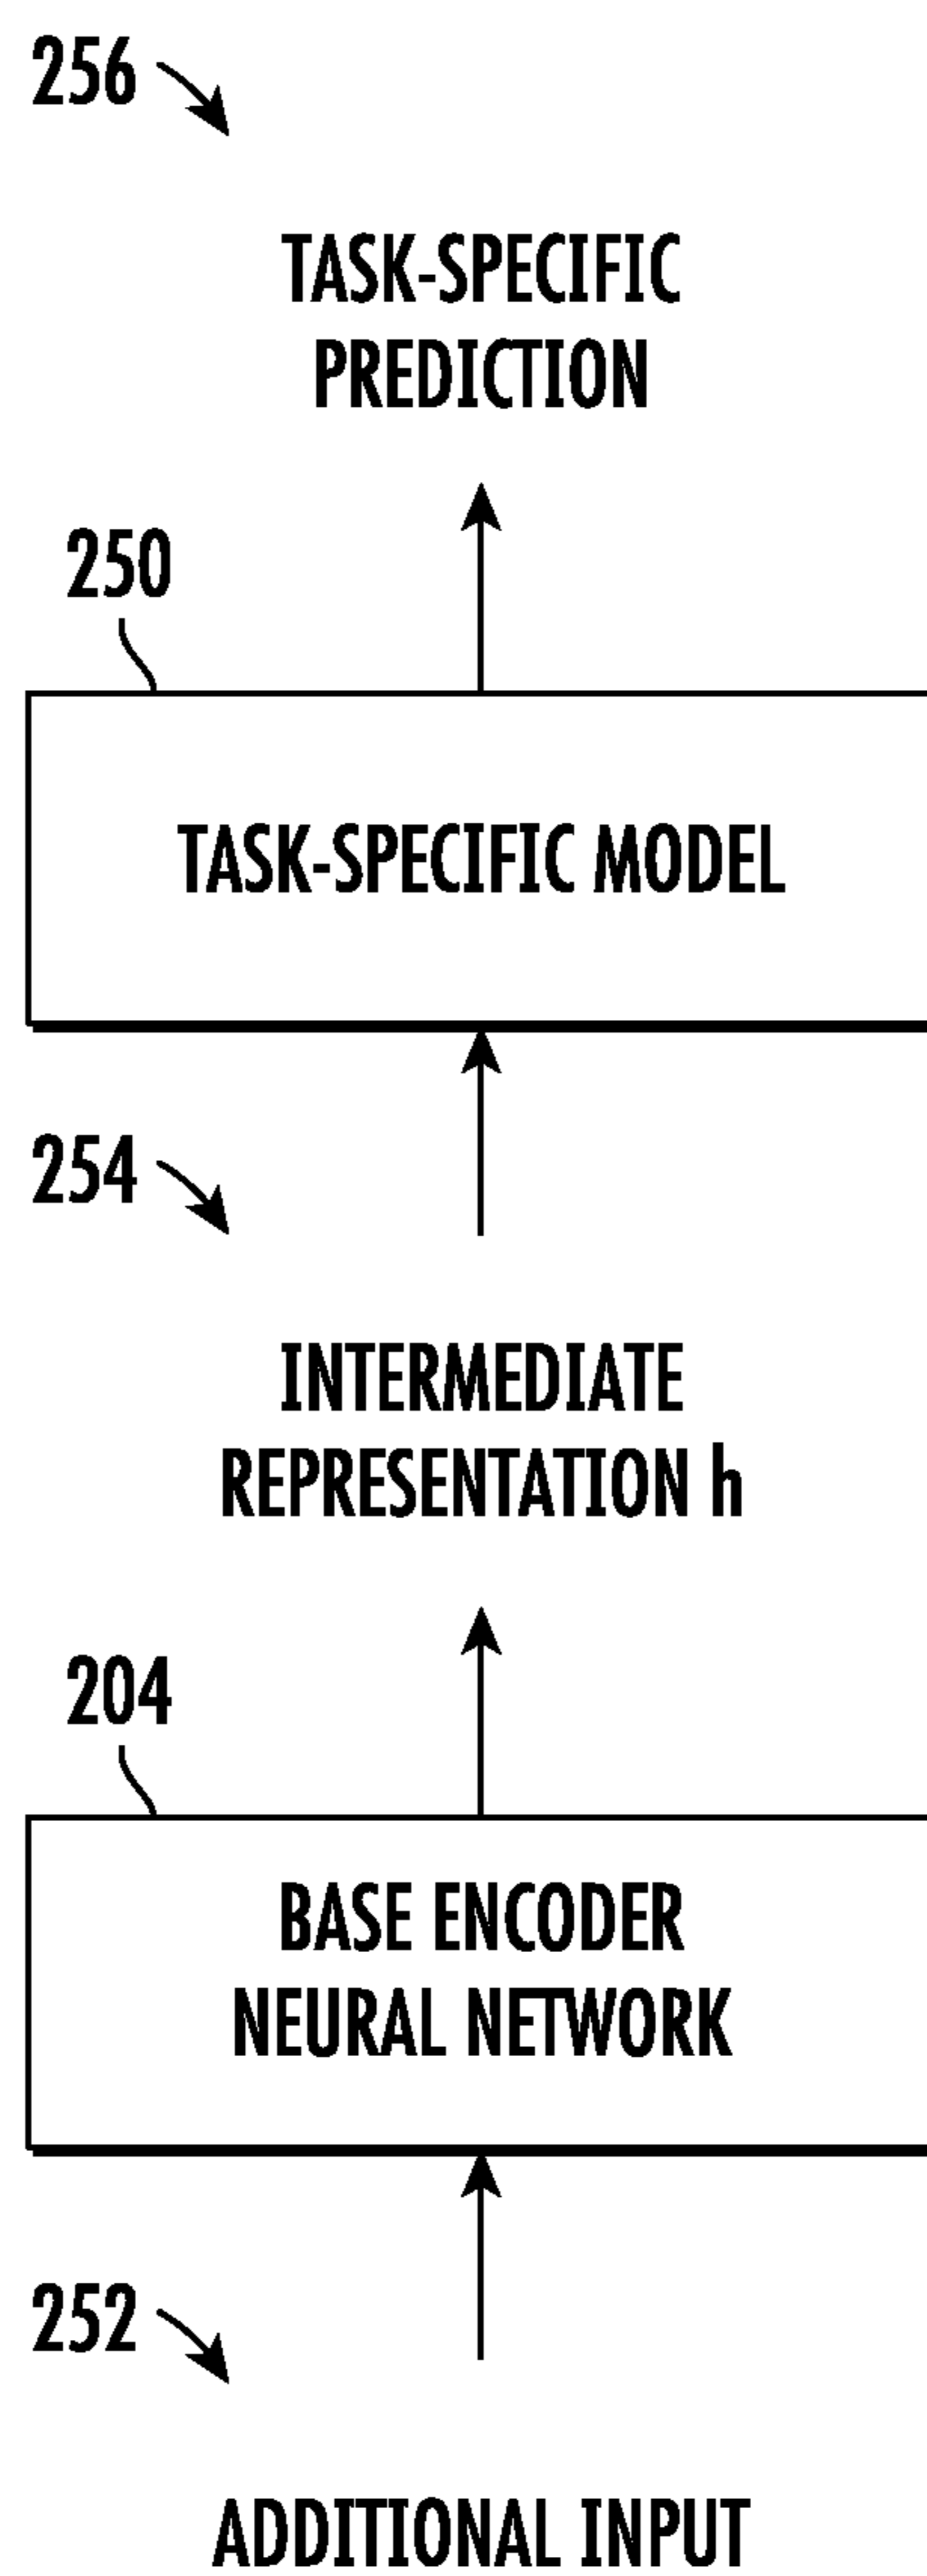 256
TASK-SPECIFIC
PREDICTION
250
TASK-SPECIFIC MODEL
254
INTERMEDIATE
REPRESENTATION h
204
BASE ENCODER
NEURAL NETWORK
252
ADDITIONAL INPUT